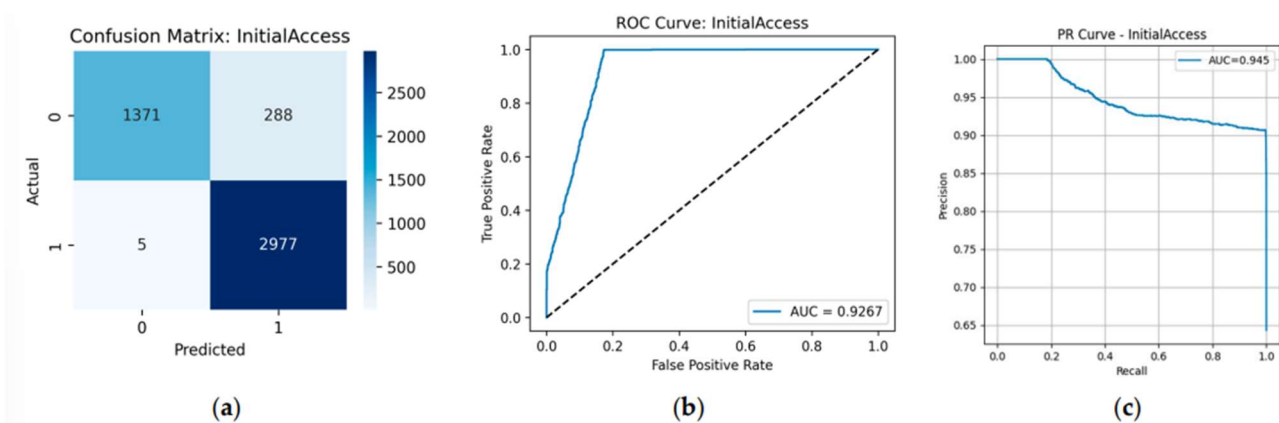 Confusion Matrix: InitialAccess
Actual
0
1
1371
288
5
2977
0
1
Predicted
2500
2000
1500
1000
500
(a)
ROC Curve: InitialAccess
True Positive Rate
1.0
0.8
0.6
0.4
0.2
0.0
AUC = 0.9267
0.0
0.2
0.4
0.6
0.8
1.0
False Positive Rate
(b)
PR Curve - InitialAccess
Precision
1.00
0.95
0.90
0.85
0.80
0.75
0.70
0.65
AUC=0.945
0.0
0.2
0.4
0.6
0.8
1.0
Recall
(c)